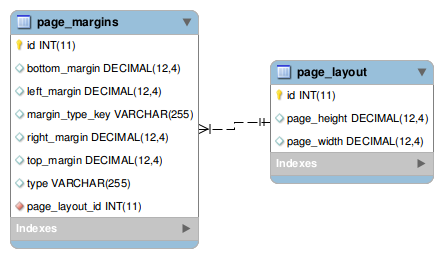 page_margins
id INT(11)
bottom_margin DECIMAL(12,4)
left_margin DECIMAL(12,4)
margin_type_key VARCHAR(255)
right_margin DECIMAL(12,4)
top_margin DECIMAL(12,4)
type VARCHAR(255)
page_layout_id INT(11)
Indexes
page_layout
id INT(11)
page_height DECIMAL(12,4)
page_width DECIMAL(12,4)
Indexes